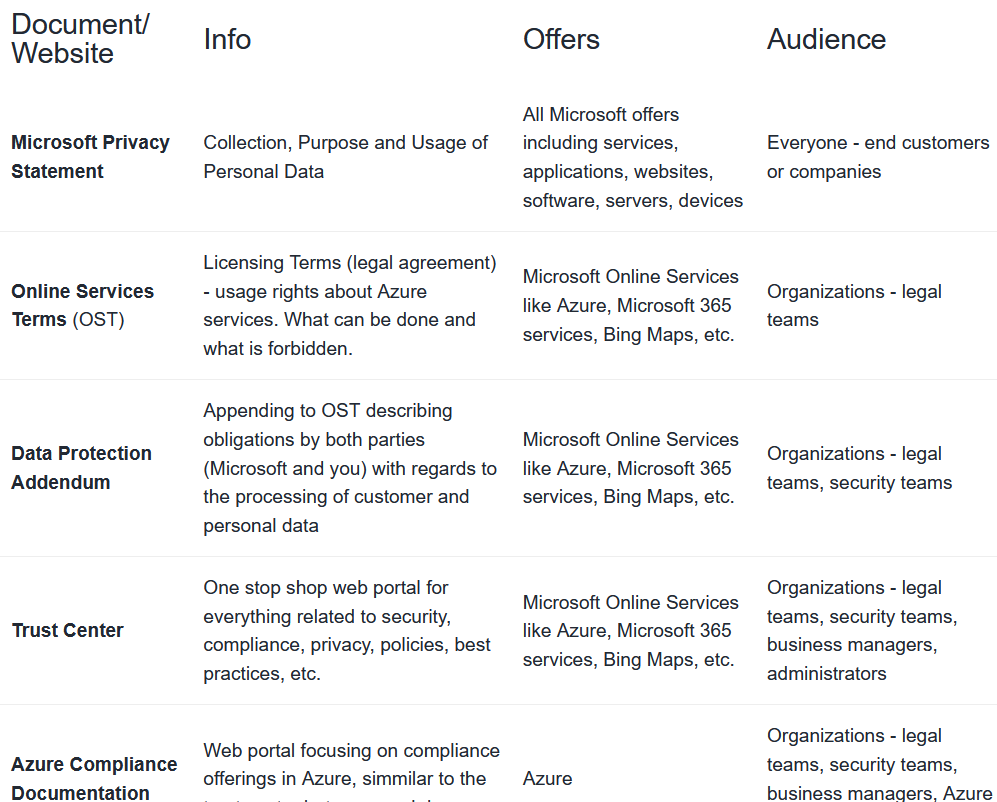 Document/
Website
Info
Offers
Audience
Microsoft Privacy
Statement
Collection, Purpose and Usage of
Personal Data
All Microsoft offers
including services,
applications, websites,
software, servers, devices
Everyone - end customers
or companies
Online Services
Terms (OST)
Licensing Terms (legal agreement)
- usage rights about Azure
services. What can be done and
what is forbidden.
Microsoft Online Services
like Azure, Microsoft 365
services, Bing Maps, etc.
Organizations - legal
teams
Data Protection
Addendum
Appending to OST describing
obligations by both parties
(Microsoft and you) with regards to
the processing of customer and
personal data
Microsoft Online Services
like Azure, Microsoft 365
services, Bing Maps, etc.
Organizations - legal
teams, security teams
Trust Center
One stop shop web portal for
everything related to security,
compliance, privacy, policies, best
practices, etc.
Microsoft Online Services
like Azure, Microsoft 365
services, Bing Maps, etc.
Organizations - legal
teams, security teams,
business managers,
administrators
Azure Compliance
Documentation
Web portal focusing on compliance
offerings in Azure, simmilar to the
Azure
Organizations - legal
teams, security teams,
business managers, Azure